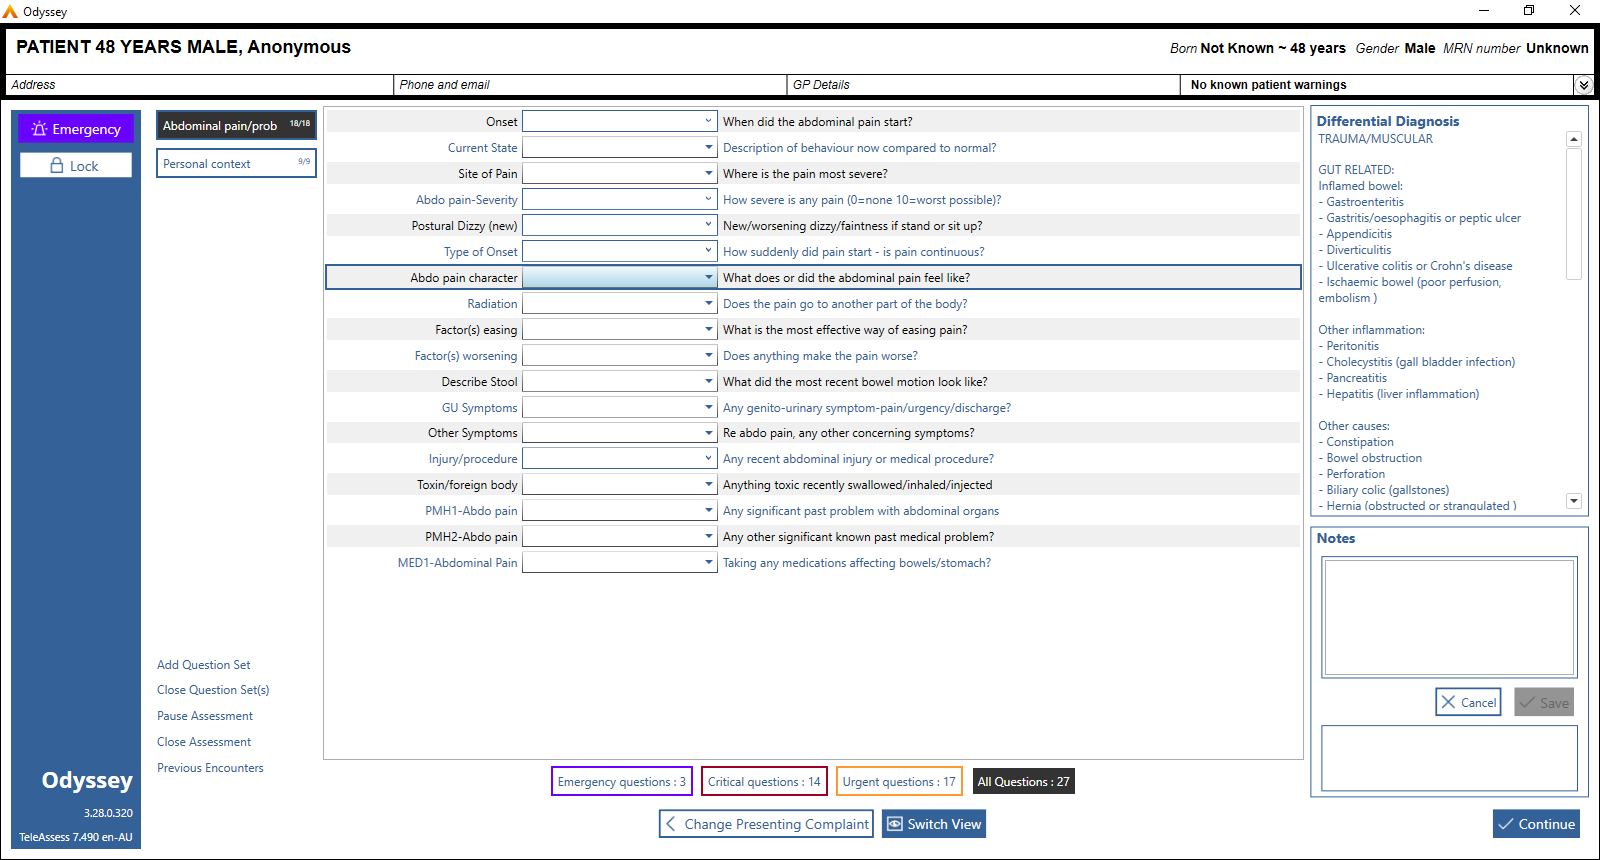 Odyssey
PATIENT 48 YEARS MALE, Anonymous
Born Not Known ~ 48 years Gender Male MRN number Unknown
Address
Phone and email
GP Details
No known patient warnings
Emergency
Lock
Odyssey
3.28.0.320
TeleAssess 7.490 en-AU
Abdominal pain/prob 18/18
Personal context 9/9
Add Question Set
Close Question Set(s)
Pause Assessment
Close Assessment
Previous Encounters
Onset When did the abdominal pain start?
Current State Description of behaviour now compared to normal?
Site of Pain Where is the pain most severe?
Abdo pain-Severity How severe is any pain (0=none 10=worst possible)?
Postural Dizzy (new) New/worsening dizzy/faintness if stand or sit up?
Type of Onset How suddenly did pain start - is pain continuous?
Abdo pain character What does or did the abdominal pain feel like?
Radiation Does the pain go to another part of the body?
Factor(s) easing What is the most effective way of easing pain?
Factor(s) worsening Does anything make the pain worse?
Describe Stool What did the most recent bowel motion look like?
GU Symptoms Any genito-urinary symptom-pain/urgency/discharge?
Other Symptoms Re abdo pain, any other concerning symptoms?
Injury/procedure Any recent abdominal injury or medical procedure?
Toxin/foreign body Anything toxic recently swallowed/inhaled/injected
PMH1-Abdo pain Any significant past problem with abdominal organs
PMH2-Abdo pain Any other significant known past medical problem?
MED1-Abdominal Pain Taking any medications affecting bowels/stomach?
Emergency questions : 3
Critical questions : 14
Urgent questions : 17
All Questions : 27
Change Presenting Complaint
Switch View
Differential Diagnosis
TRAUMA/MUSCULAR
GUT RELATED:
Inflamed bowel:
- Gastroenteritis
- Gastritis/oesophagitis or peptic ulcer
- Appendicitis
- Diverticulitis
- Ulcerative colitis or Crohn's disease
- Ischaemic bowel (poor perfusion,
embolism )
Other inflammation:
- Peritonitis
- Cholecystitis (gall bladder infection)
- Pancreatitis
- Hepatitis (liver inflammation)
Other causes:
- Constipation
- Bowel obstruction
- Perforation
- Biliary colic (gallstones)
- Hernia (obstructed or strangulated )
Notes
Cancel
Save
Continue